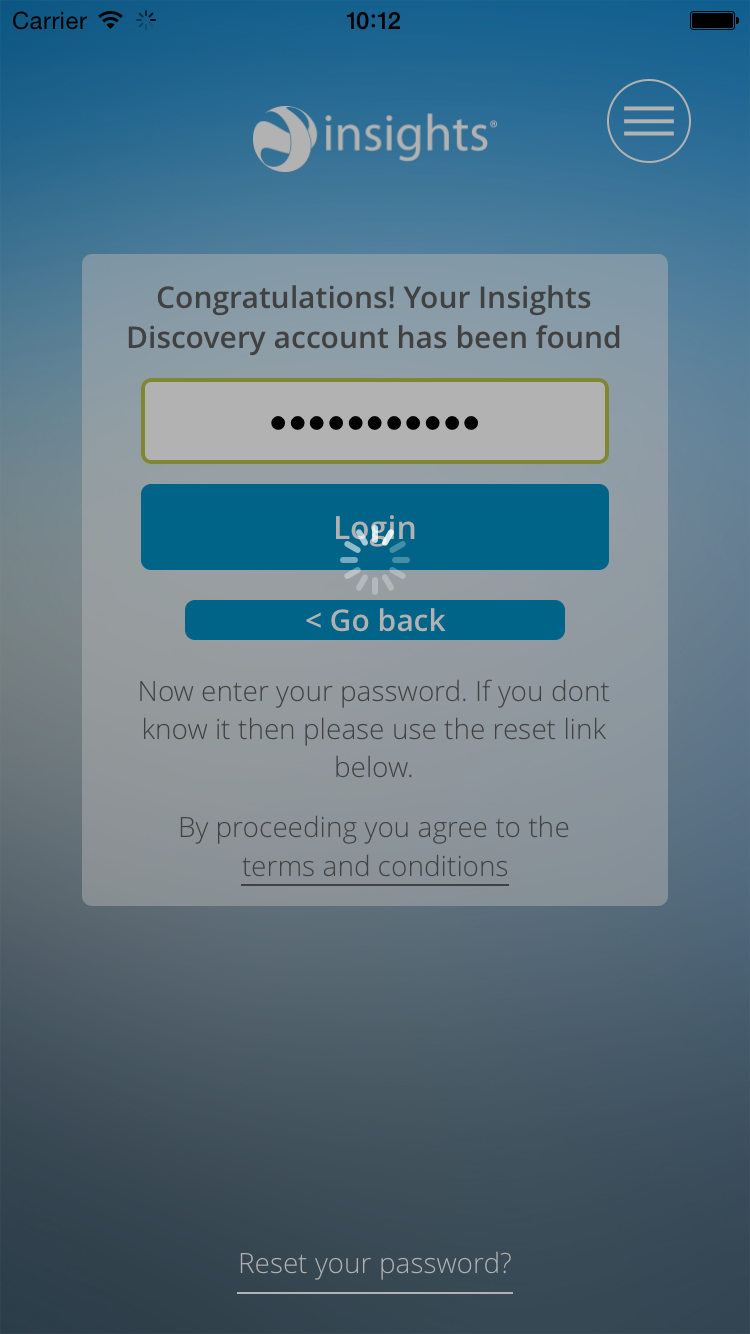 Carrier 10:12
insights®
Congratulations! Your Insights
Discovery account has been found
●●●●●●●●●●●
Login
< Go back
Now enter your password. If you dont
know it then please use the reset link
below.
By proceeding you agree to the
terms and conditions
Reset your password?